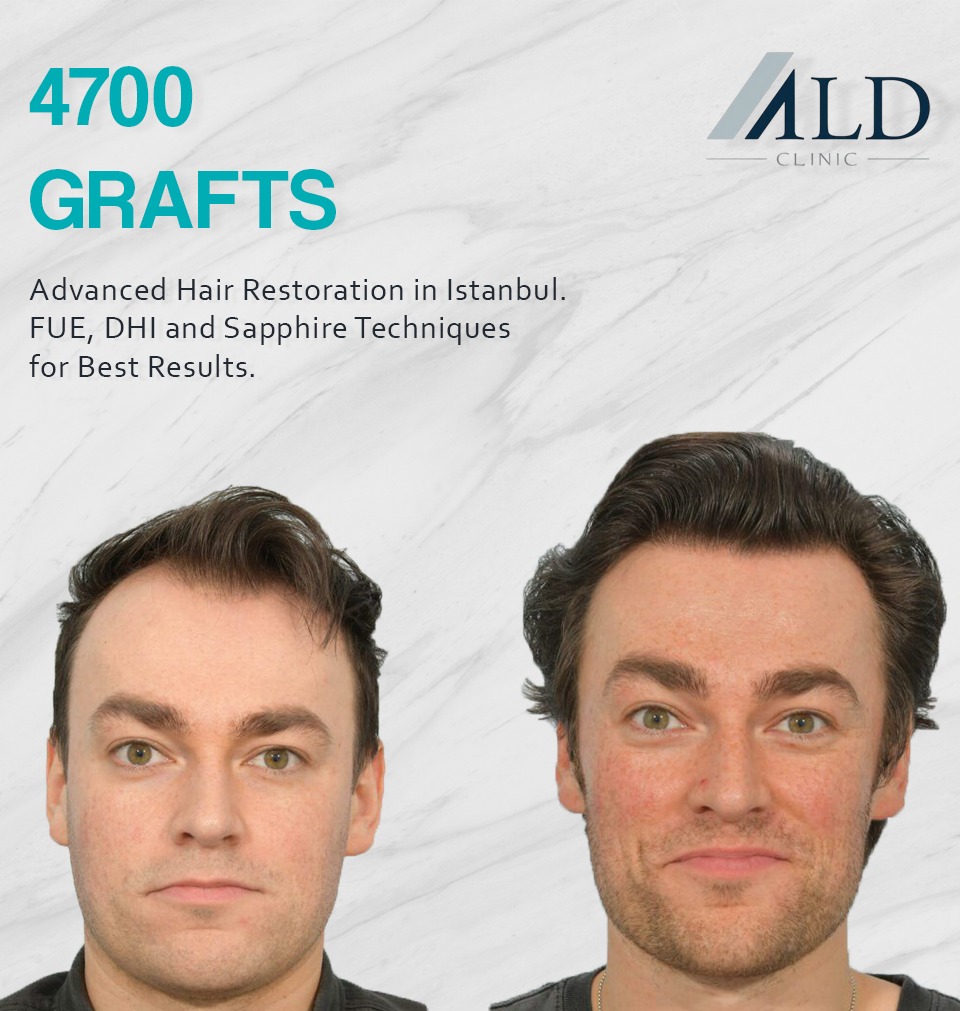 4700
GRAFTS
ALD
CLINIC
Advanced Hair Restoration in Istanbul.
FUE, DHI and Sapphire Techniques
for Best Results.